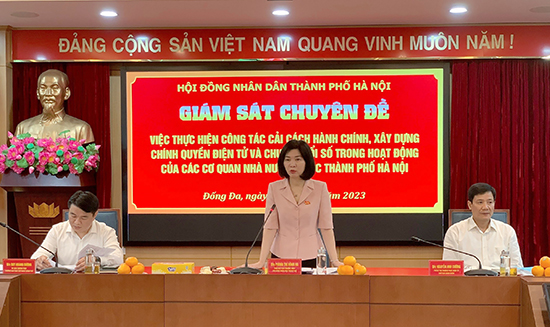 ĐẢNG CỘNG SẢN VIỆT NAM QUANG VINH MUÔN NĂM!
HỘI ĐỒNG NHÂN DÂN THÀNH PHỐ HÀ NỘI
GIÁM SÁT CHUYÊN ĐỀ
VIỆC THỰC HIỆN CÔNG TÁC CẢI CÁCH HÀNH CHÍNH, XÂY DỰNG
CHÍNH QUYỀN ĐIỆN TỬ VÀ SỐ TRONG HOẠT ĐỘNG
CỦA CÁC CƠ QUAN NHÀ THÀNH PHỐ HÀ NỘI
Đống Đa, ngày 2023